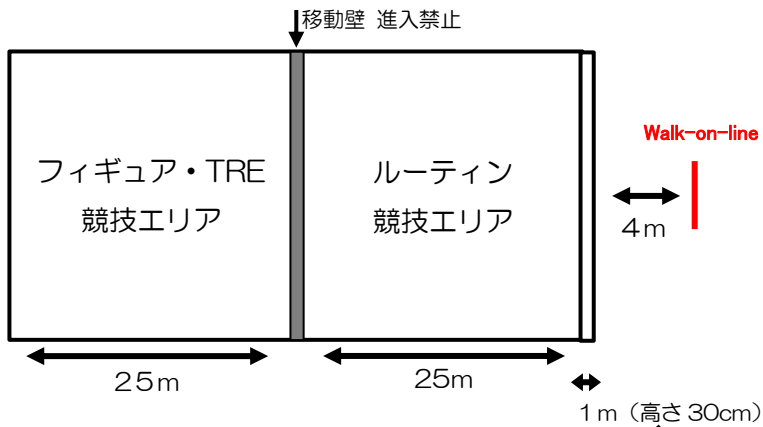 移動壁 進入禁止
Walk-on-line
フィギュア・TRE
競技エリア
ルーティン
競技エリア
4m
25m
25m
1m（高さ30cm）